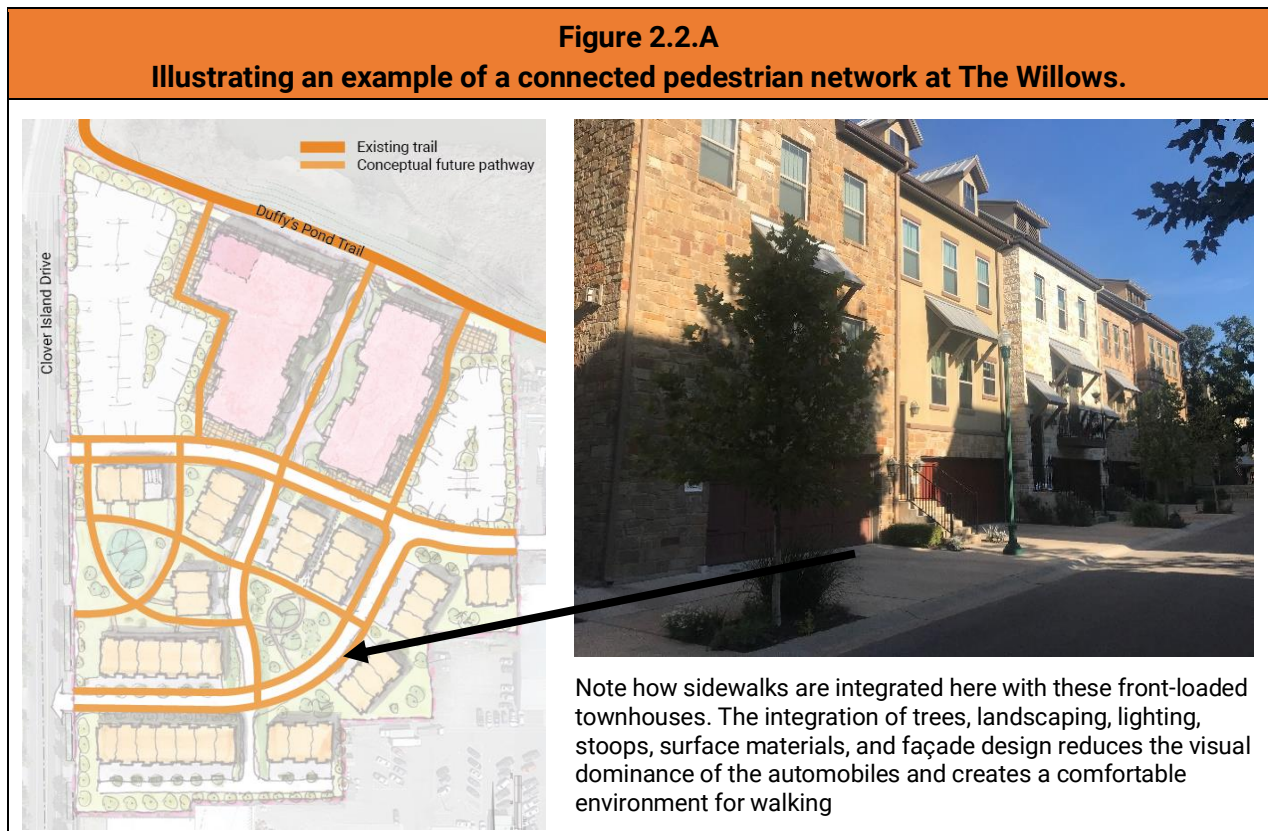 Figure 2.2.A
Illustrating an example of a connected pedestrian network at The Willows.
Existing trail
Conceptual future pathway
Duffy's Pond Trail
Clover Island Drive
Note how sidewalks are integrated here with these front-loaded
townhouses. The integration of trees, landscaping, lighting,
stoops, surface materials, and façade design reduces the visual
dominance of the automobiles and creates a comfortable
environment for walking